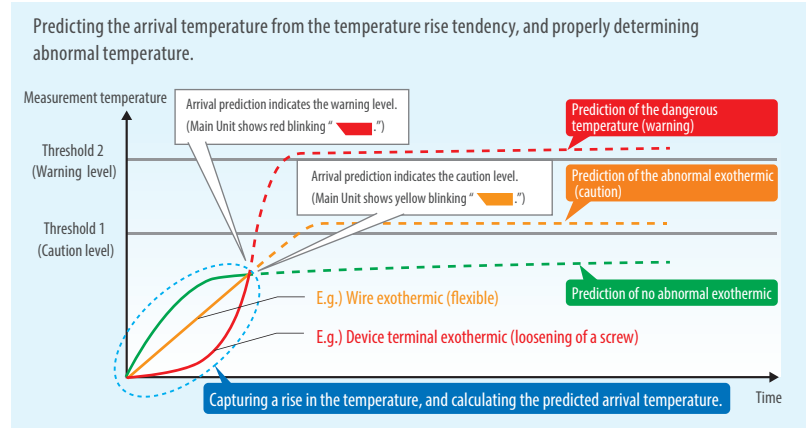 Predicting the arrival temperature from the temperature rise tendency, and properly determining
abnormal temperature.
Measurement temperature
Arrival prediction indicates the warning level.
(Main Unit shows red blinking “ .”)
Prediction of the dangerous
temperature (warning)
Threshold 2
(Warning level)
Arrival prediction indicates the caution level.
(Main Unit shows yellow blinking “ .”)
Prediction of the abnormal exothermic
(caution)
Threshold 1
(Caution level)
Prediction of no abnormal exothermic
E.g.) Wire exothermic (flexible)
E.g.) Device terminal exothermic (loosening of a screw)
Capturing a rise in the temperature, and calculating the predicted arrival temperature.
Time